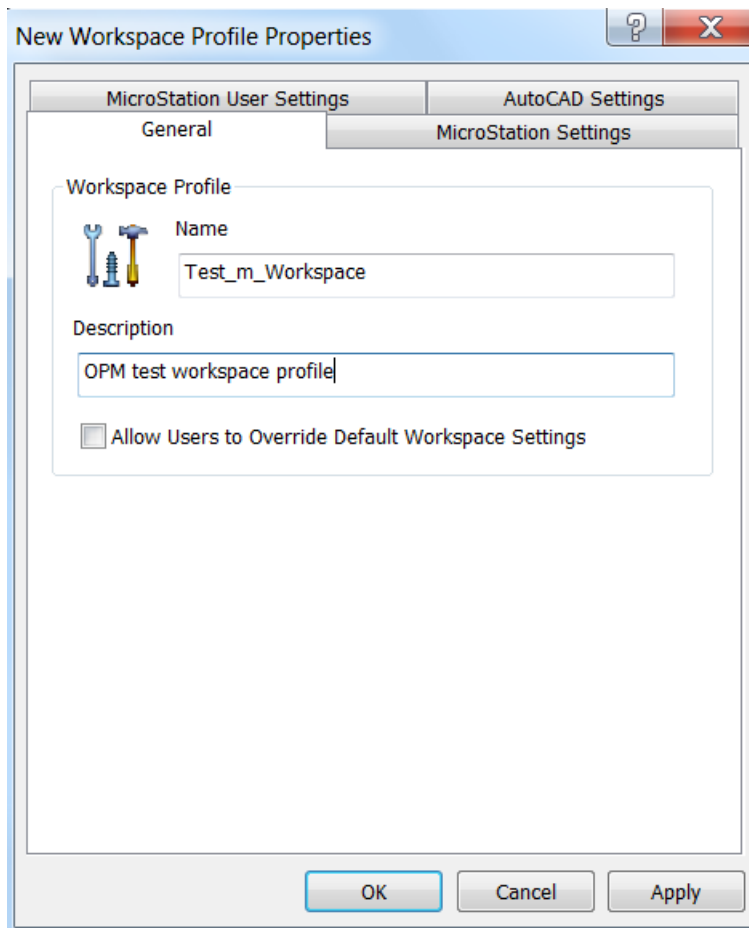 New Workspace Profile Properties
MicroStation User Settings
AutoCAD Settings
General
MicroStation Settings
Workspace Profile
Name
Test_m_Workspace
Description
OPM test workspace profile
Allow Users to Override Default Workspace Settings
OK
Cancel
Apply